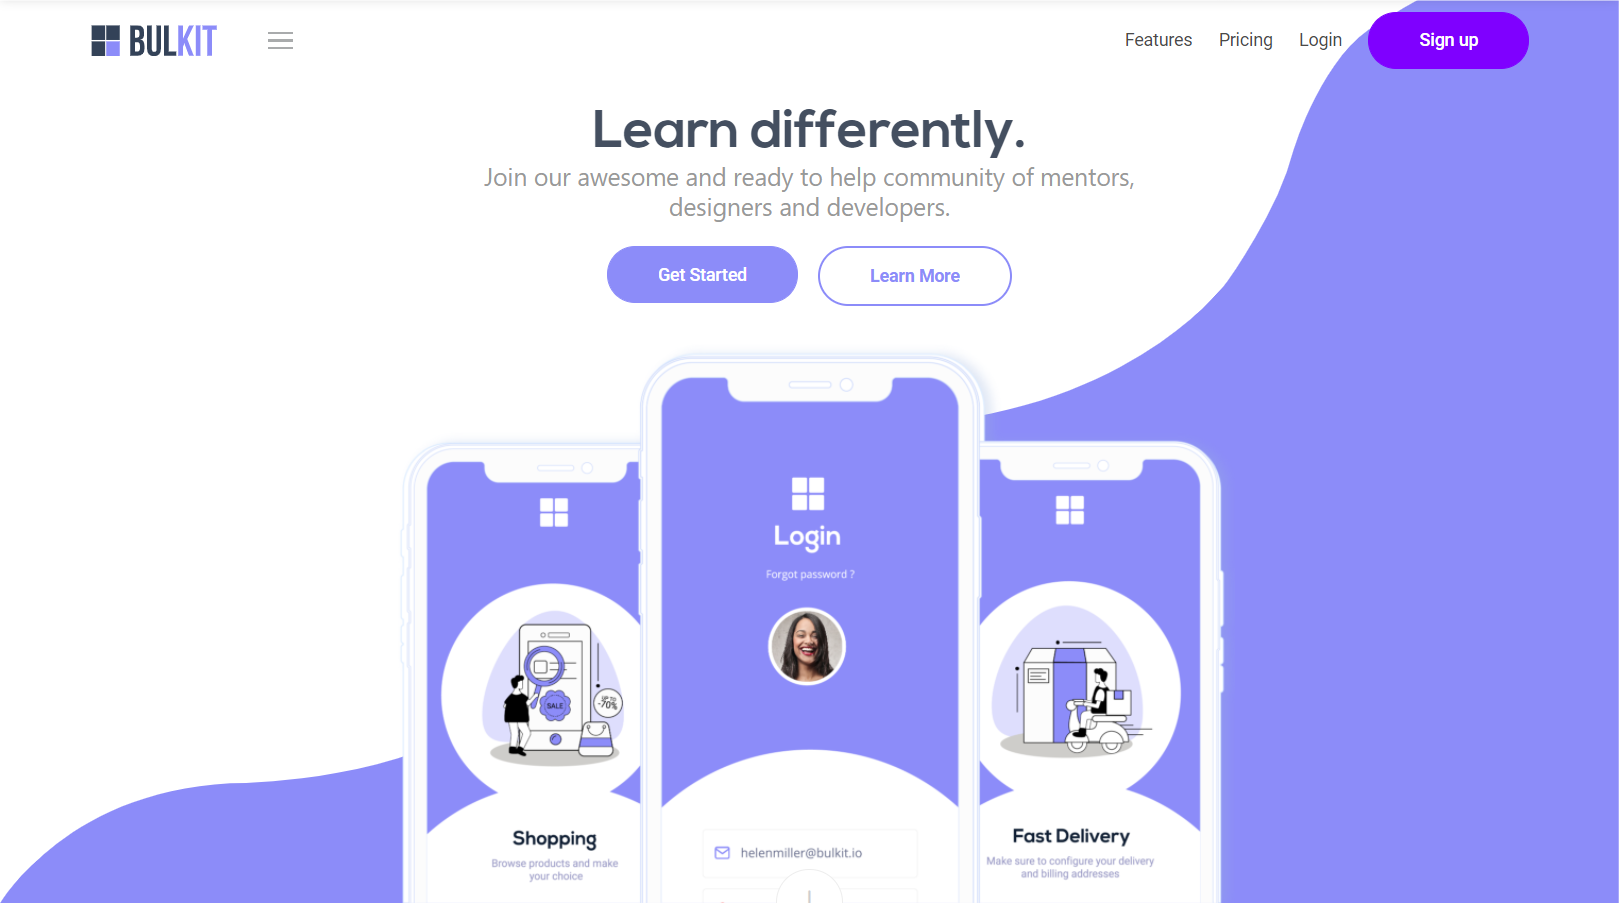 BULKIT
Features
Pricing
Login
Sign up
Learn differently.
Join our awesome and ready to help community of mentors,
designers and developers.
Get Started
Learn More
Login
Forgot password ?
helenmiller@bulkit.io
SALE
UP TO
-70%
Shopping
Browse products and make
your choice
Fast Delivery
Make sure to configure your delivery
and billing addresses